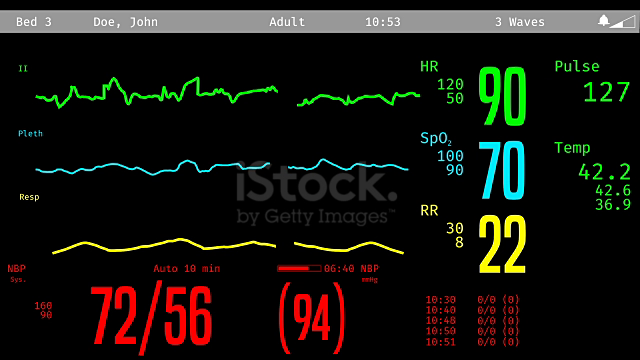 Bed 3 Doe, John Adult 10:53 3 Waves
II
HR 120 50 90
Pulse 127
Pleth
SpO₂ 100 90 70
Temp 42.2 42.6 36.9
iStock.
by Getty Images™
Resp
RR 30 8 22
NBP Auto 10 min 06:40 NBP
Sys. mmHg
160 90 72/56 (94)
10:30 0/0 (0)
10:40 0/0 (0)
10:48 0/0 (0)
10:50 0/0 (0)
10:51 0/0 (0)